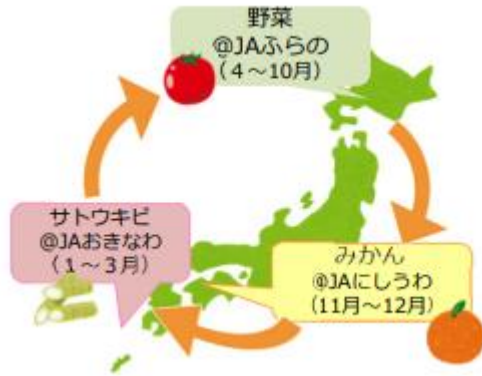 野菜
@JAふらの
（４～10月）
サトウキビ
@JAおきなわ
（１～３月）
みかん
@JAにしうわ
（11月～12月）